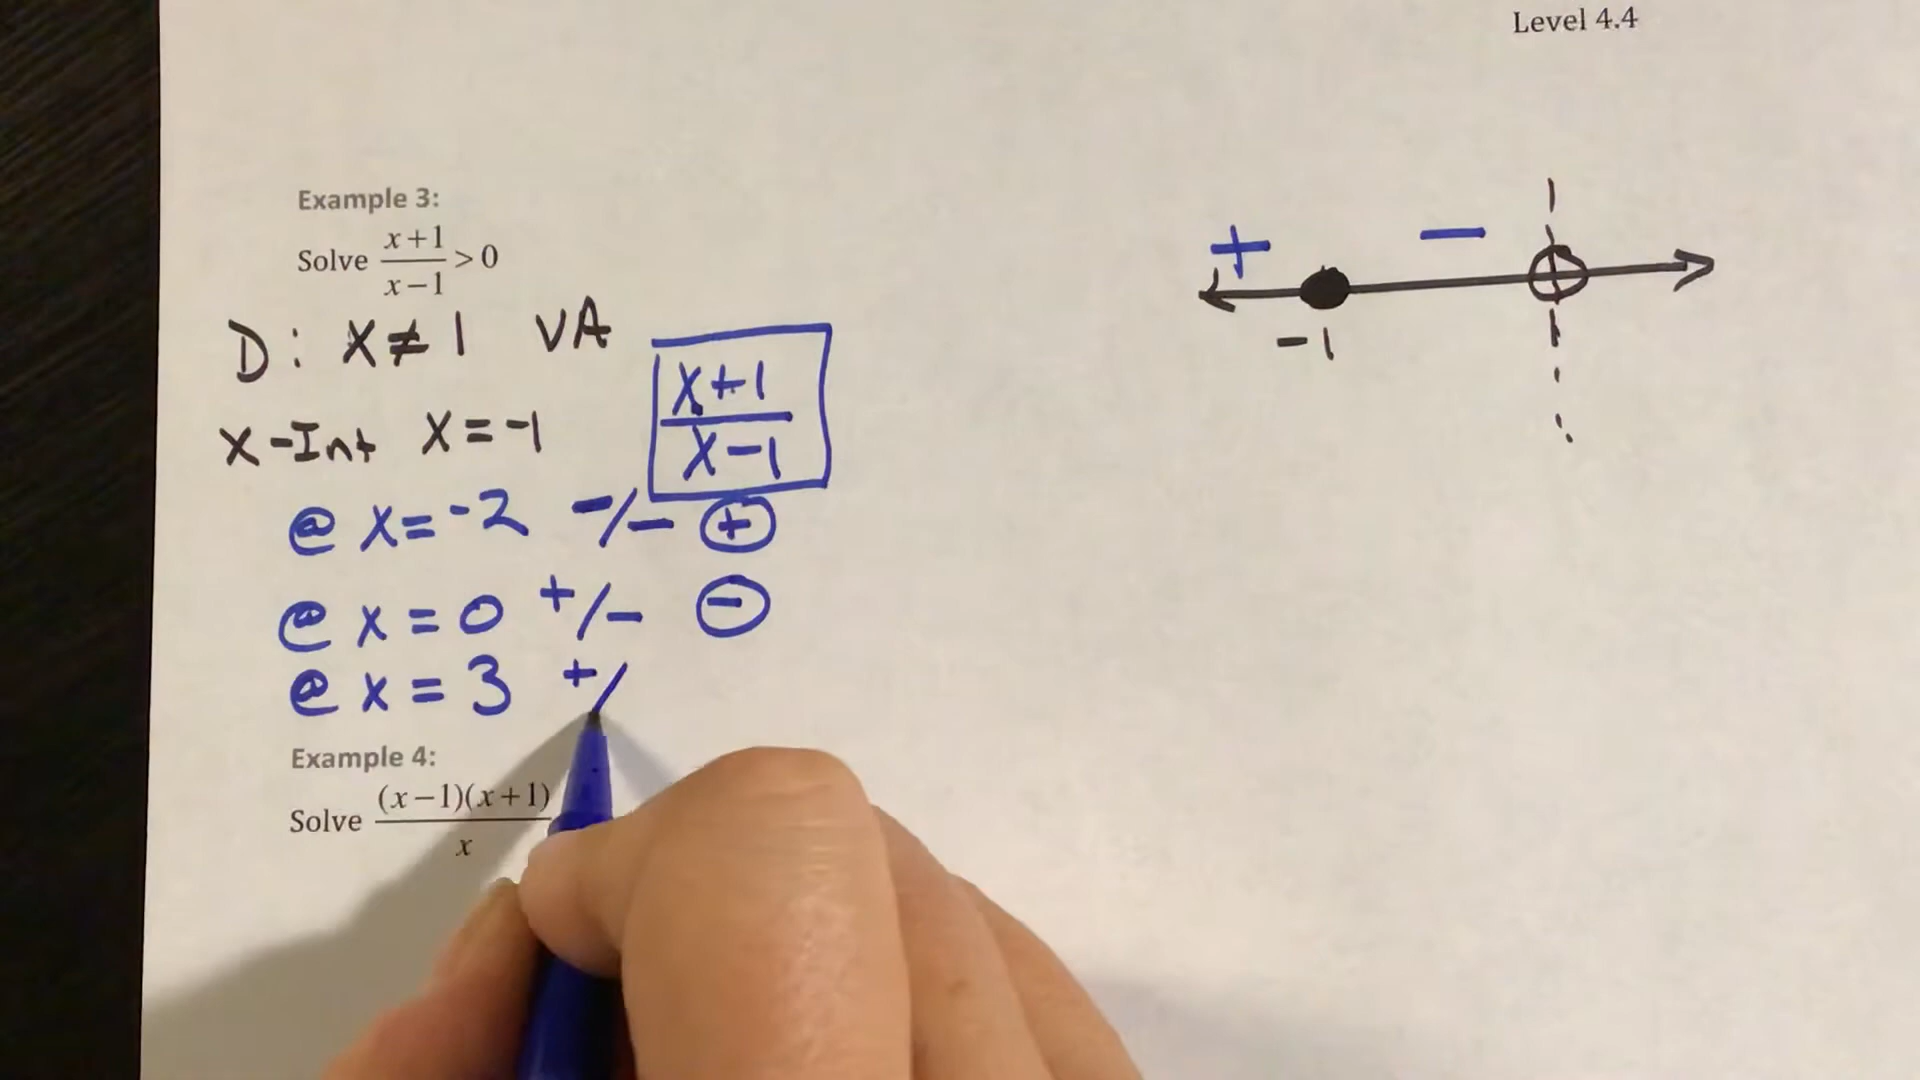 Level 4.4
Example 3:
Solve (x+1)/(x−1) > 0
D: X ≠ 1 VA
X-Int X = -1
X+1
X-1
@ X = -2 -/- +
@ X = 0 +/- -
@ X = 3 +/
Example 4:
Solve (x−1)(x+1)/x
+ -
-1